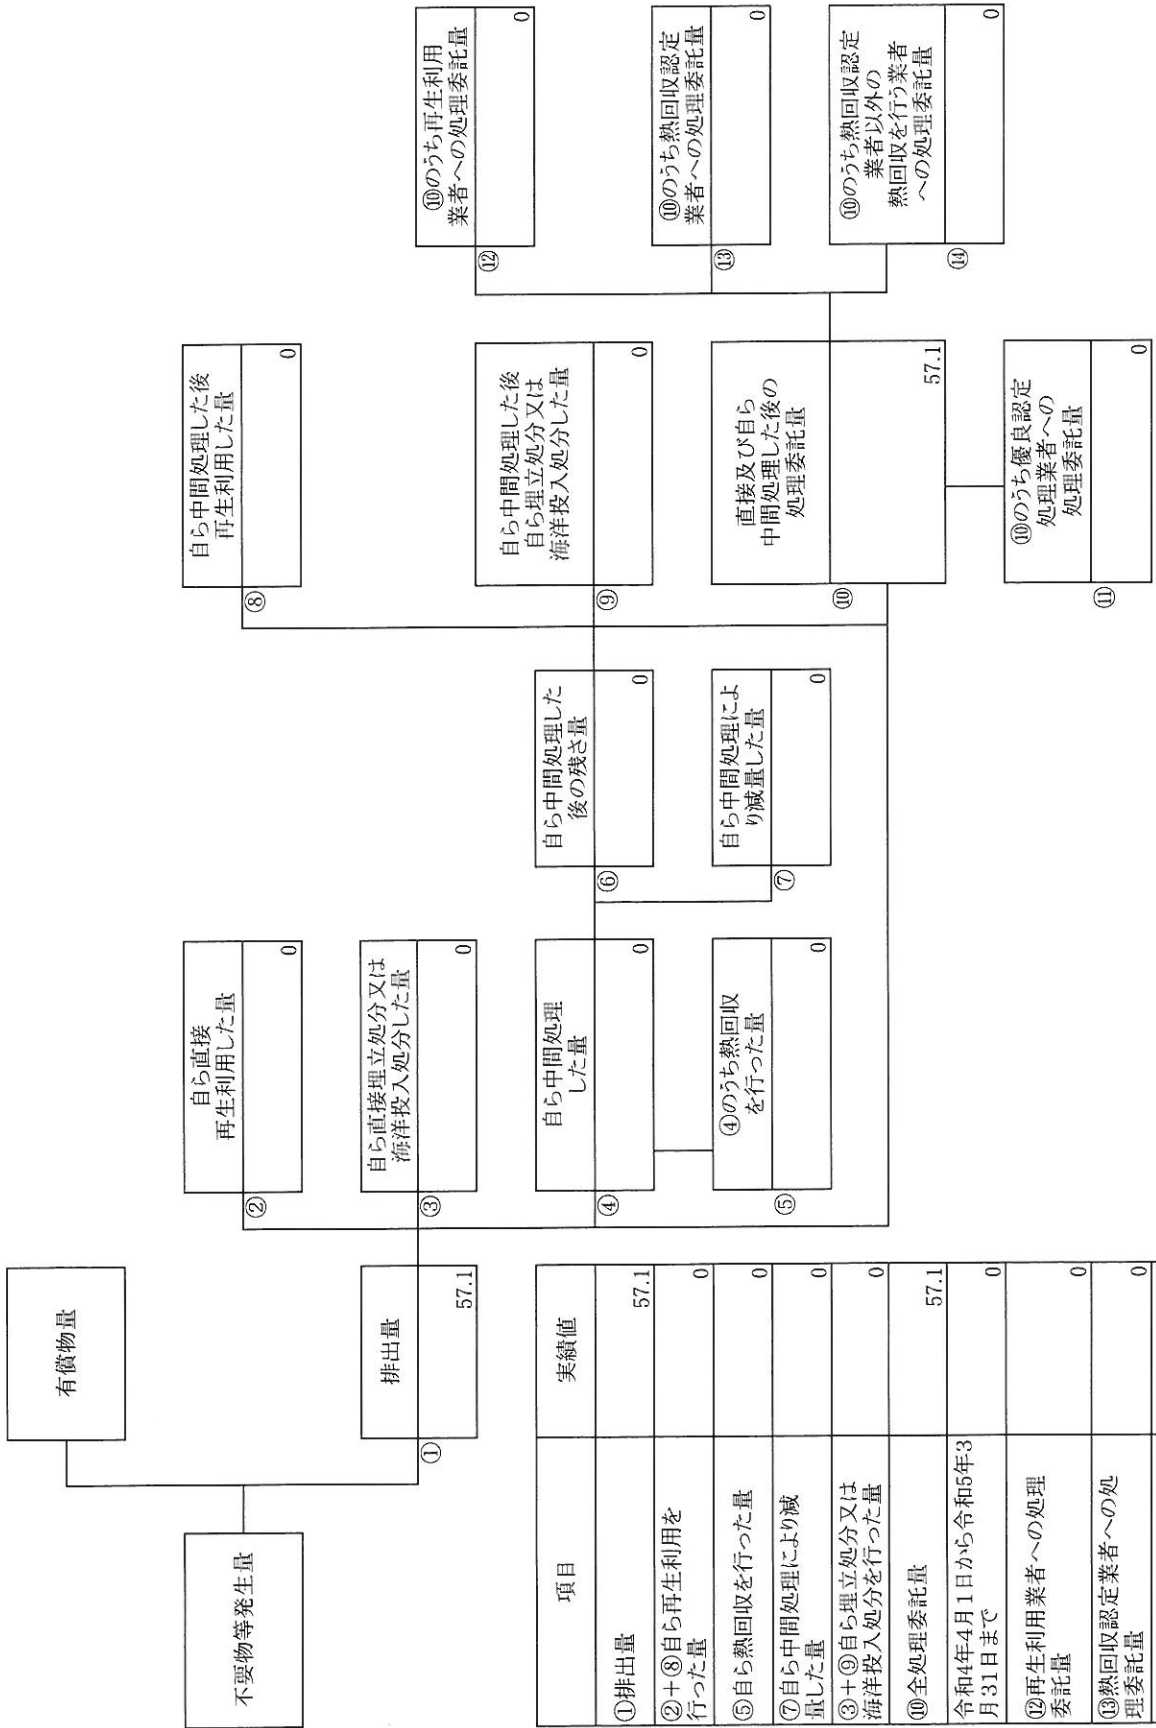 不要物等発生量
有償物量
①
排出量
57.1
②
自ら直接
再生利用した量
0
③
自ら直接埋立処分又は
海洋投入処分した量
0
④
自ら中間処理
した量
0
⑤
④のうち熱回収
を行った量
0
⑥
自ら中間処理した
後の残さ量
0
⑦
自ら中間処理によ
り減量した量
0
⑧
自ら中間処理した後
再生利用した量
0
⑨
自ら中間処理した後
自ら埋立処分又は
海洋投入処分した量
0
⑩
直接及び自ら
中間処理した後の
処理委託量
57.1
⑪
⑩のうち優良認定
処理業者への
処理委託量
0
⑫
⑩のうち再生利用
業者への処理委託量
0
⑬
⑩のうち熱回収認定
業者への処理委託量
0
⑭
⑩のうち熱回収認定
業者以外の
熱回収を行う業者
への処理委託量
0
項目
実績値
①排出量
57.1
②+⑧自ら再生利用を
行った量
0
⑤自ら熱回収を行った量
0
⑦自ら中間処理により減
量した量
0
③+⑨自ら埋立処分又は
海洋投入処分を行った量
0
⑩全処理委託量
57.1
令和4年4月1日から令和5年3
月31日まで
0
⑫再生利用業者への処理
委託量
0
⑬熱回収認定業者への処
理委託量
0